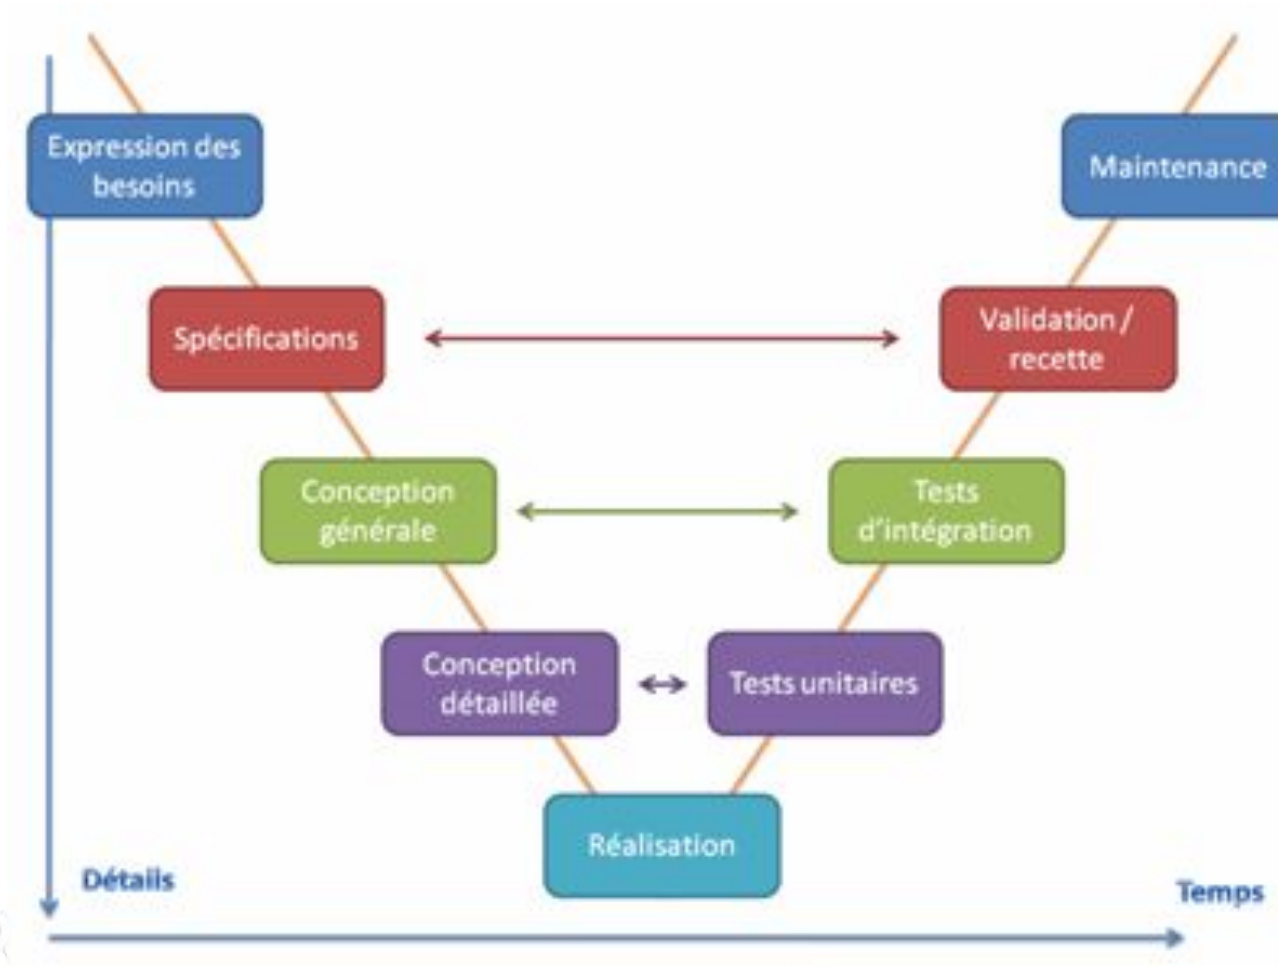 Expression des
besoins
Maintenance
Spécifications
Validation /
recette
Conception
générale
Tests
d'intégration
Conception
détaillée
Tests unitaires
Réalisation
Détails
Temps